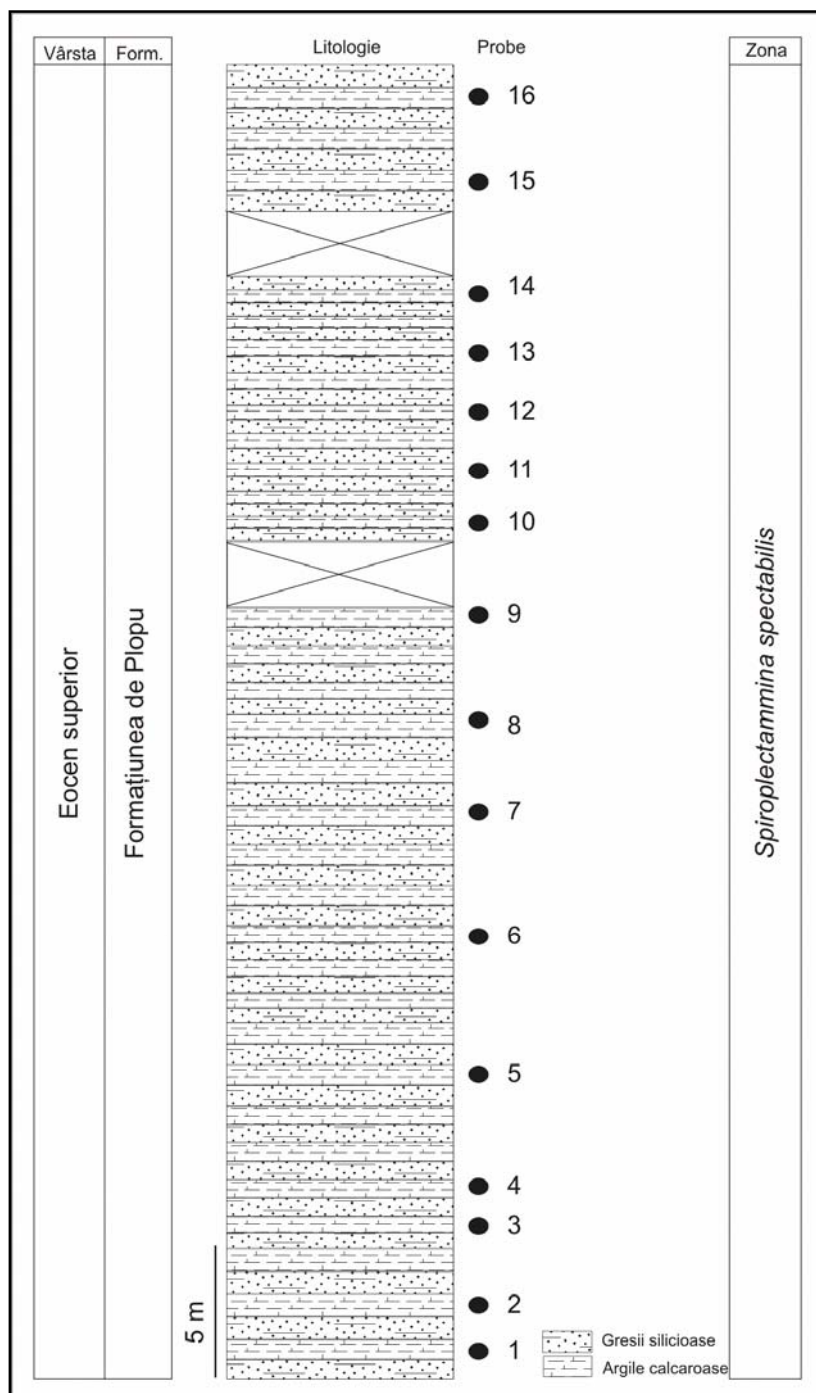 Vârsta Form. Litologie Probe Zona
16
15
14
13
12
11
10
9
8
7
6
5
4
3
2
1
Eocen superior
Formațiunea de Plopu
Spiroplectammina spectabilis
5 m
Gresii silicioase
Argile calcaroase